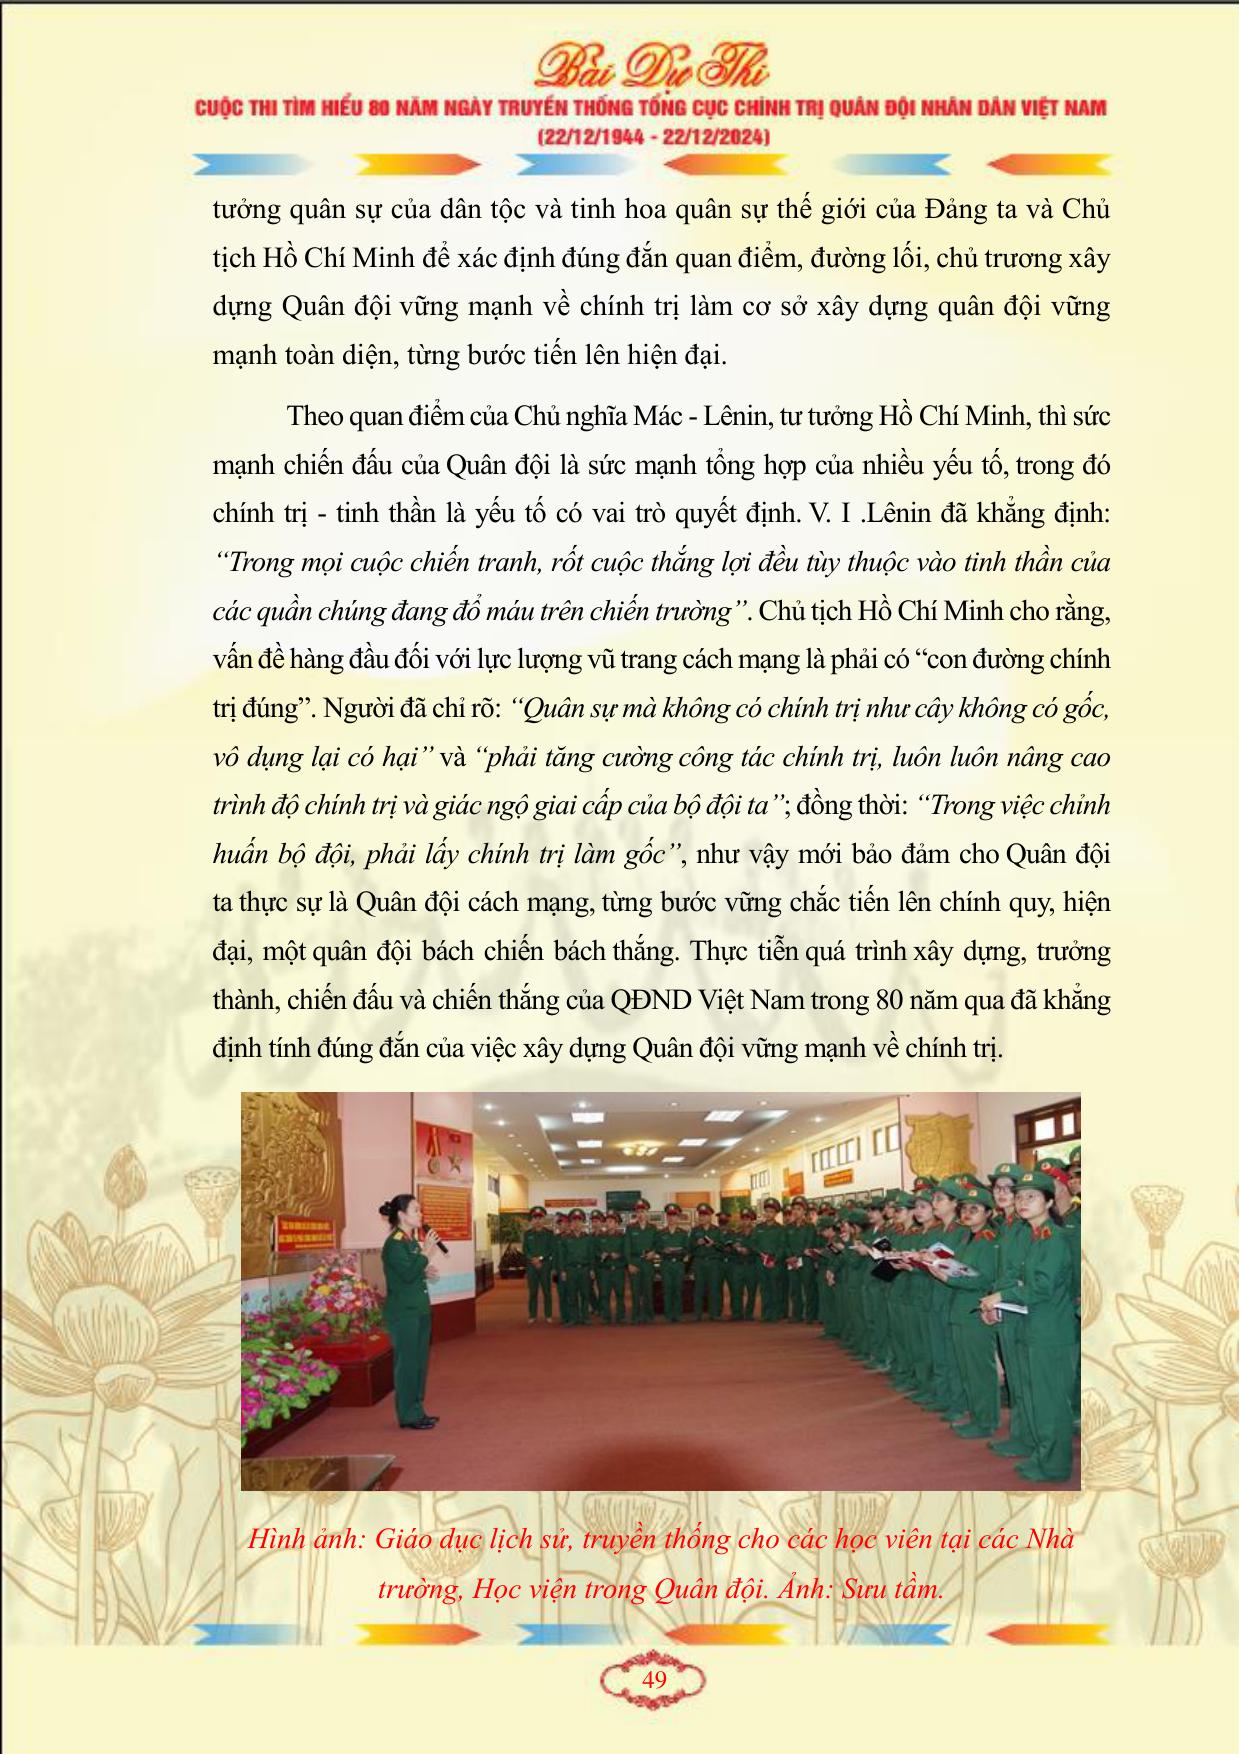 Bài Dự Thi
CUỘC THI TÌM HIỂU 80 NĂM NGÀY TRUYỀN THỐNG TỔNG CỤC CHÍNH TRỊ QUÂN ĐỘI NHÂN DÂN VIỆT NAM
(22/12/1944 - 22/12/2024)
tưởng quân sự của dân tộc và tinh hoa quân sự thế giới của Đảng ta và Chủ
tịch Hồ Chí Minh để xác định đúng đắn quan điểm, đường lối, chủ trương xây
dựng Quân đội vững mạnh về chính trị làm cơ sở xây dựng quân đội vững
mạnh toàn diện, từng bước tiến lên hiện đại.
Theo quan điểm của Chủ nghĩa Mác - Lênin, tư tưởng Hồ Chí Minh, thì sức
mạnh chiến đấu của Quân đội là sức mạnh tổng hợp của nhiều yếu tố, trong đó
chính trị - tinh thần là yếu tố có vai trò quyết định. V. I .Lênin đã khẳng định:
“Trong mọi cuộc chiến tranh, rốt cuộc thắng lợi đều tùy thuộc vào tinh thần của
các quần chúng đang đổ máu trên chiến trường”. Chủ tịch Hồ Chí Minh cho rằng,
vấn đề hàng đầu đối với lực lượng vũ trang cách mạng là phải có “con đường chính
trị đúng”. Người đã chỉ rõ: “Quân sự mà không có chính trị như cây không có gốc,
vô dụng lại có hại” và “phải tăng cường công tác chính trị, luôn luôn nâng cao
trình độ chính trị và giác ngộ giai cấp của bộ đội ta”; đồng thời: “Trong việc chỉnh
huấn bộ đội, phải lấy chính trị làm gốc”, như vậy mới bảo đảm cho Quân đội
ta thực sự là Quân đội cách mạng, từng bước vững chắc tiến lên chính quy, hiện
đại, một quân đội bách chiến bách thắng. Thực tiễn quá trình xây dựng, trưởng
thành, chiến đấu và chiến thắng của QĐND Việt Nam trong 80 năm qua đã khẳng
định tính đúng đắn của việc xây dựng Quân đội vững mạnh về chính trị.
Hình ảnh: Giáo dục lịch sử, truyền thống cho các học viên tại các Nhà
trường, Học viện trong Quân đội. Ảnh: Sưu tầm.
49